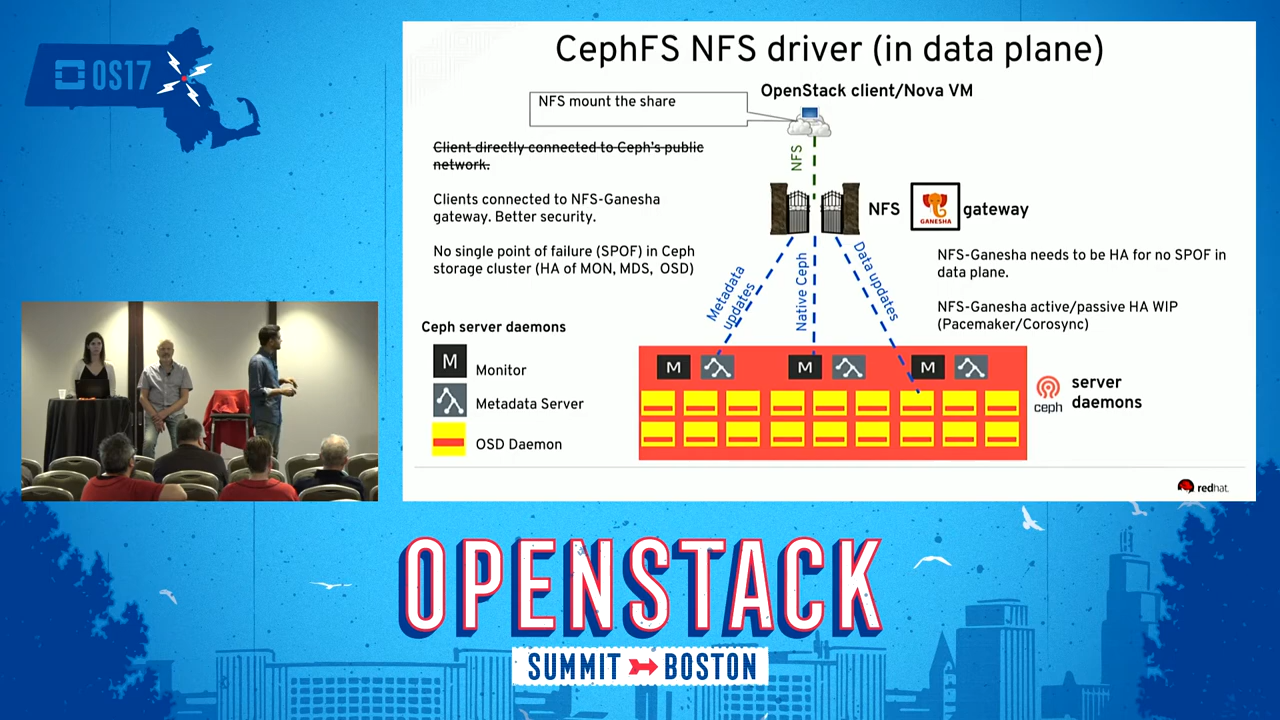 OS17
CephFS NFS driver (in data plane)
OpenStack client/Nova VM
NFS mount the share
Client directly connected to Ceph's public
network.
NFS
Clients connected to NFS-Ganesha
gateway. Better security.
NFS
GANESHA
gateway
No single point of failure (SPOF) in Ceph
storage cluster (HA of MON, MDS, OSD)
NFS-Ganesha needs to be HA for no SPOF in
data plane.
Metadata
updates
Native Ceph
Data updates
NFS-Ganesha active/passive HA WIP
(Pacemaker/Corosync)
Ceph server daemons
M
Monitor
Metadata Server
OSD Daemon
M
M
M
ceph
server
daemons
redhat.
OPENSTACK
SUMMIT BOSTON